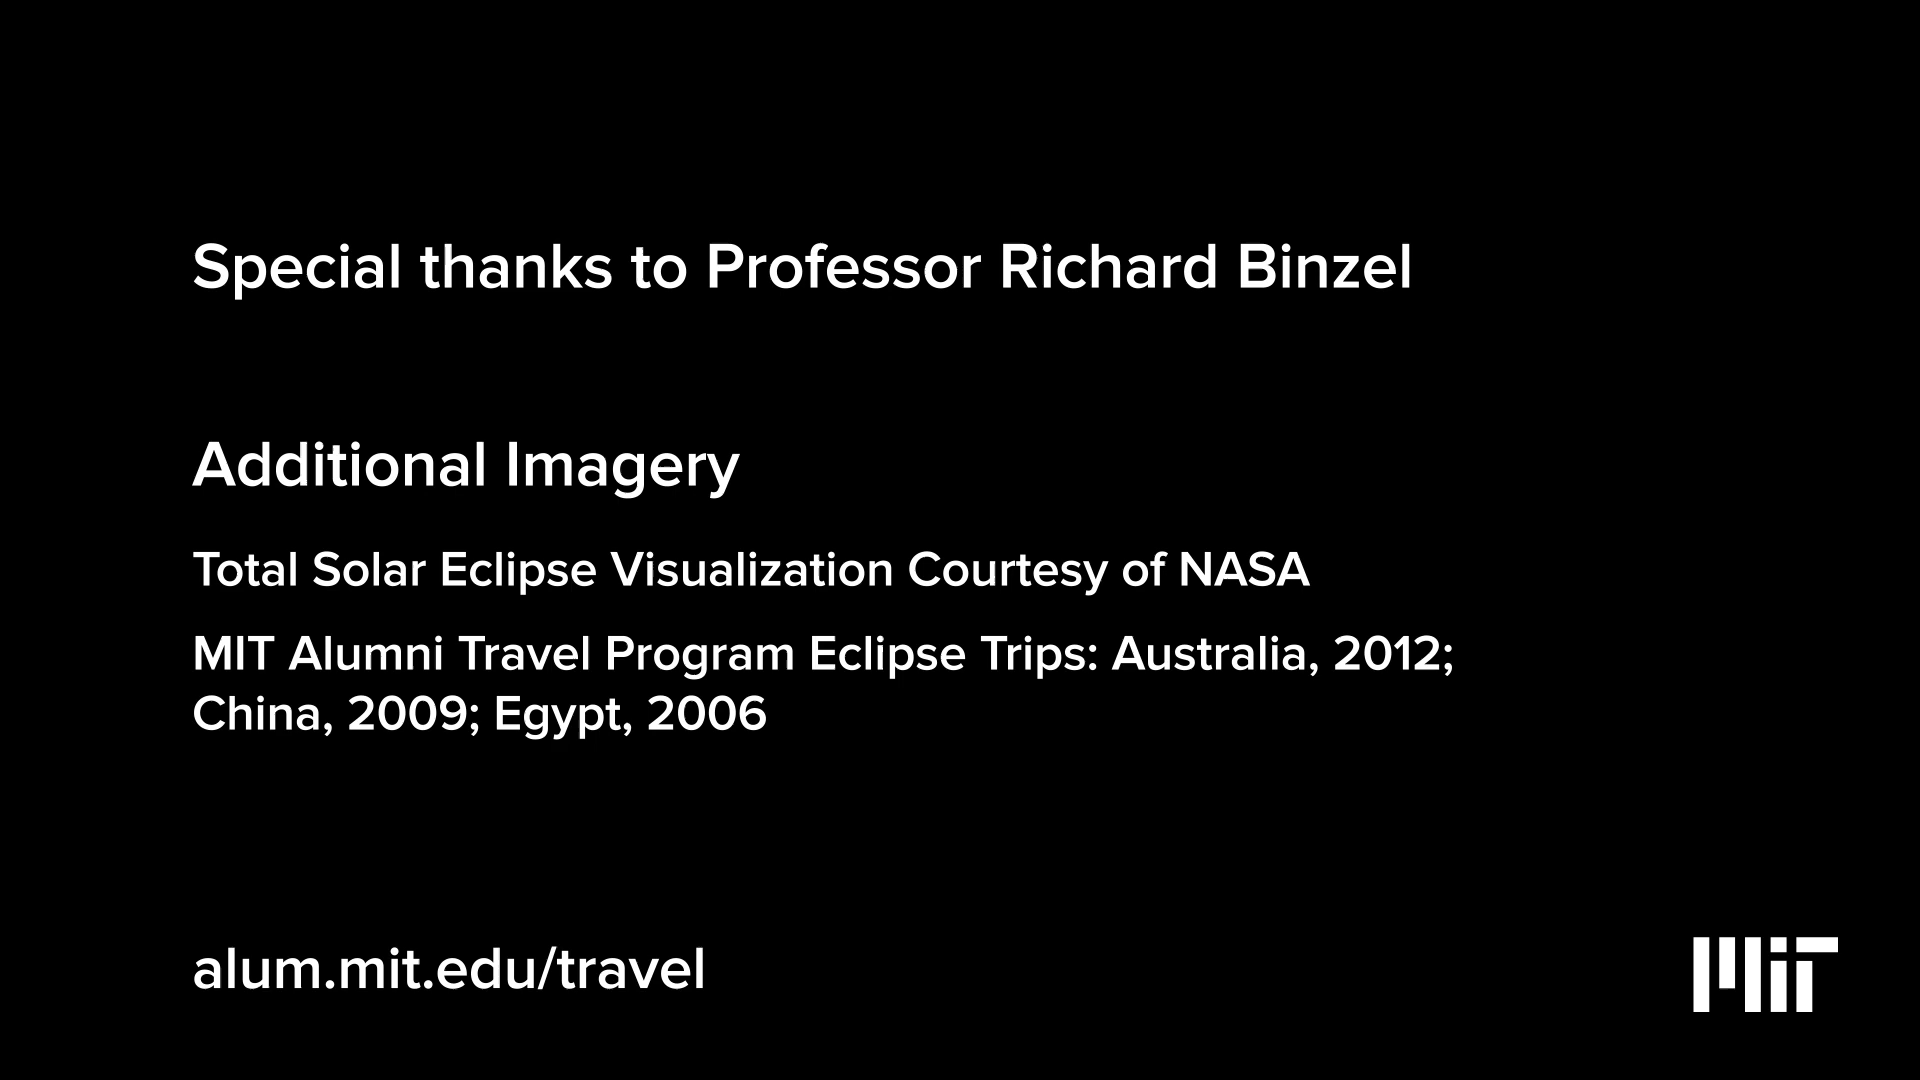 Special thanks to Professor Richard Binzel
Additional Imagery
Total Solar Eclipse Visualization Courtesy of NASA
MIT Alumni Travel Program Eclipse Trips: Australia, 2012;
China, 2009; Egypt, 2006
alum.mit.edu/travel
MIT